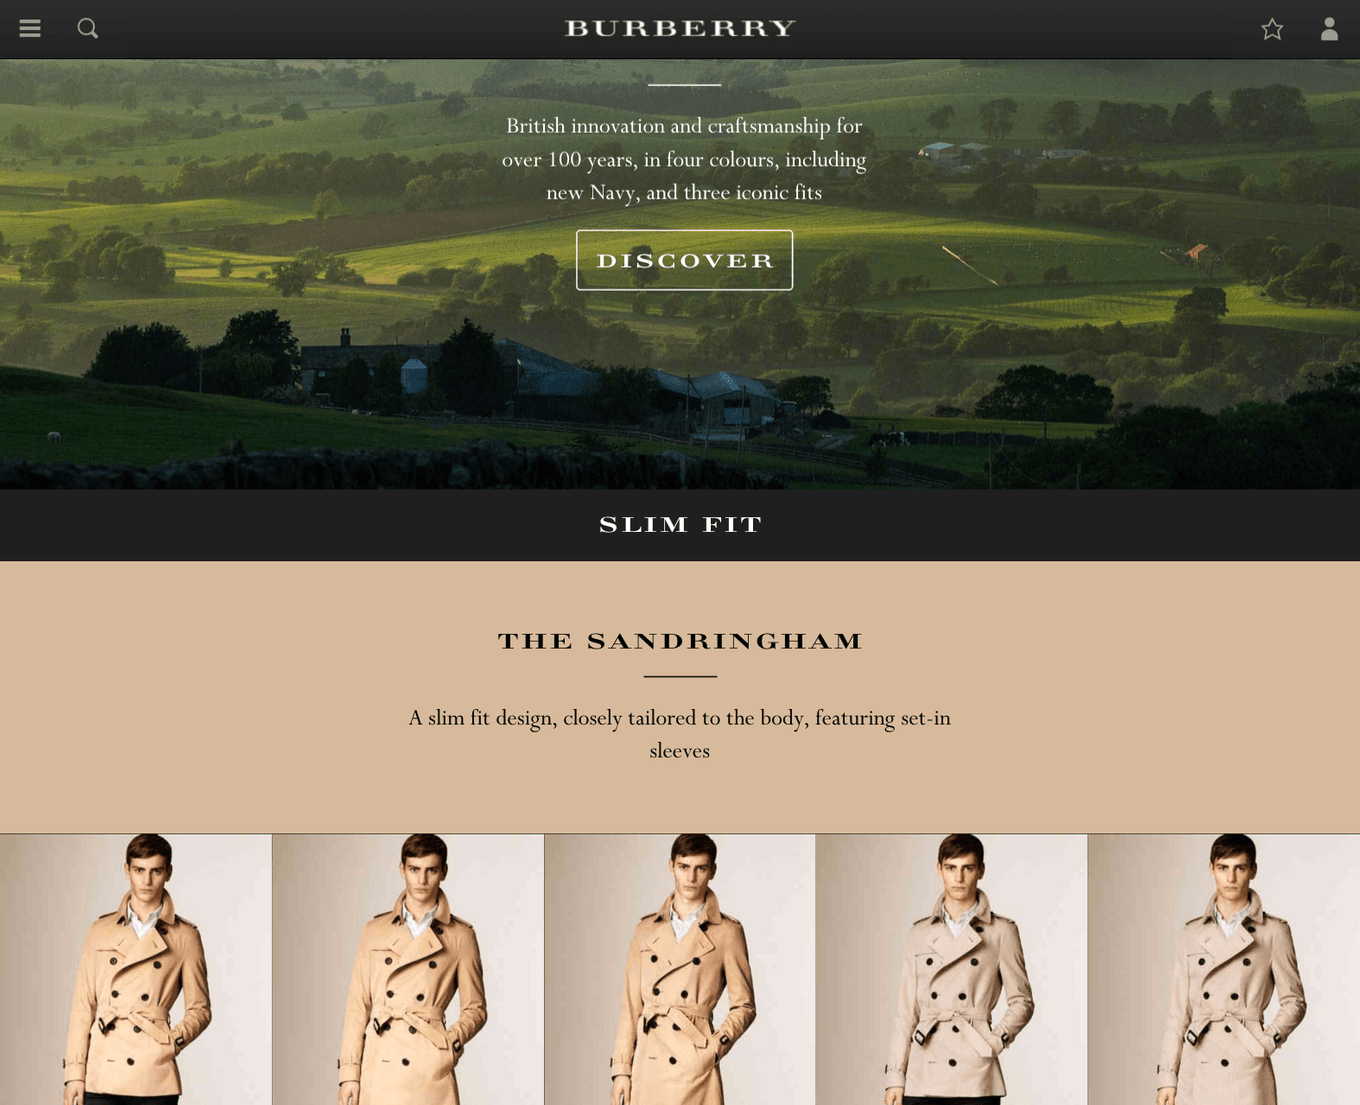 BURBERRY
British innovation and craftsmanship for
over 100 years, in four colours, including
new Navy, and three iconic fits
DISCOVER
SLIM FIT
THE SANDRINGHAM
A slim fit design, closely tailored to the body, featuring set-in
sleeves